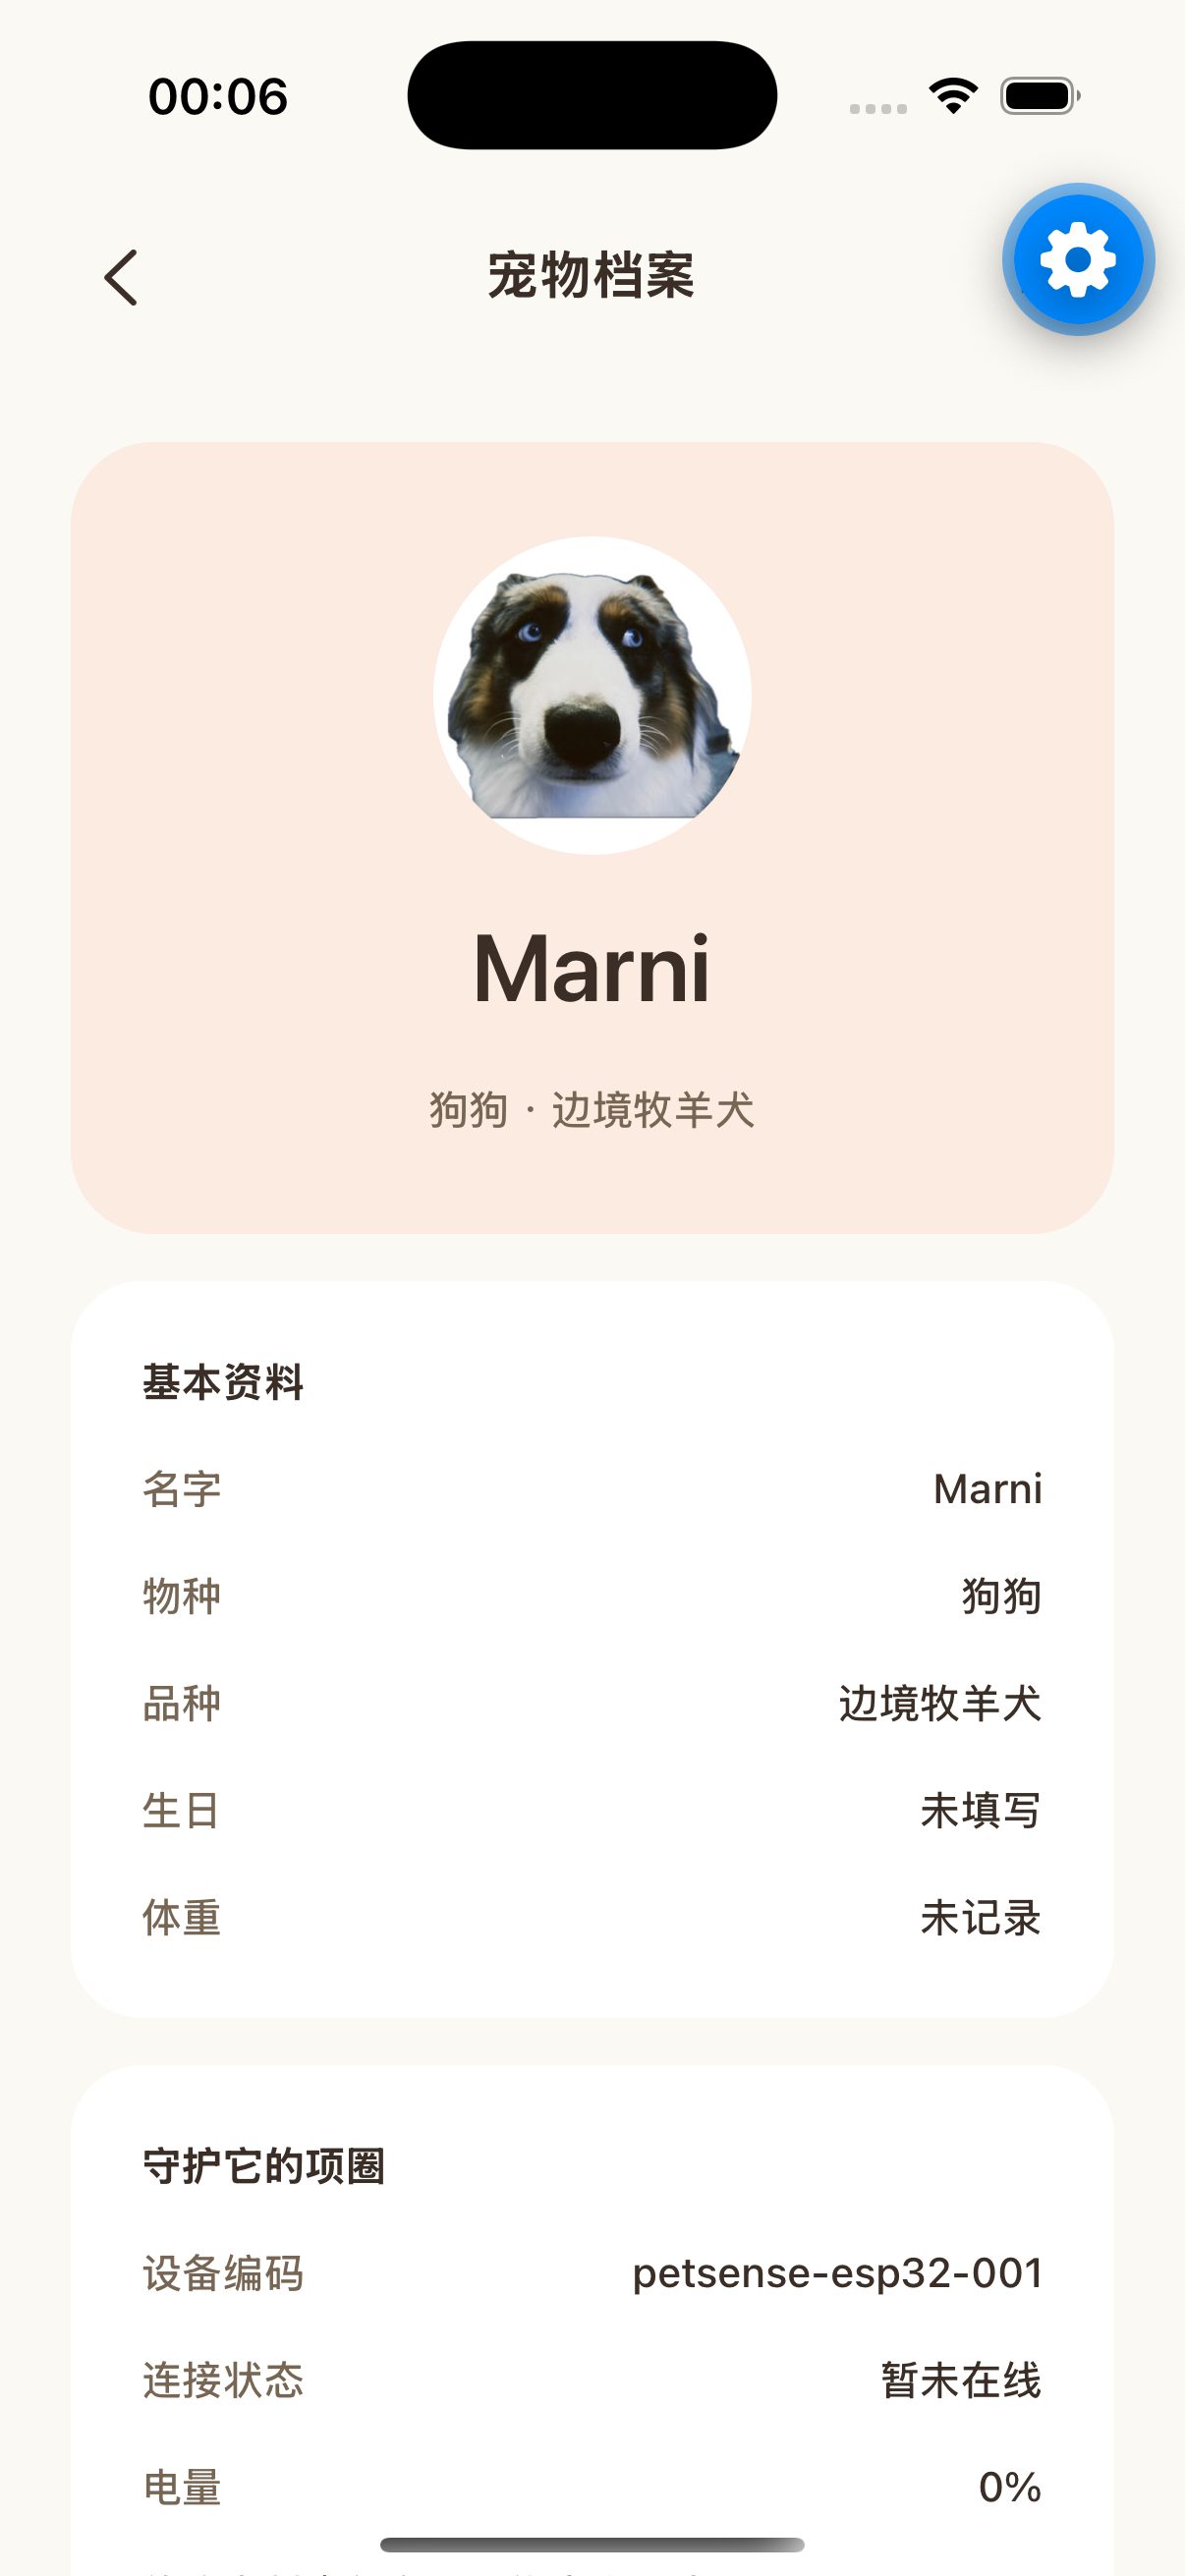 00:06
宠物档案
Marni
狗狗 · 边境牧羊犬
基本资料
名字 Marni
物种 狗狗
品种 边境牧羊犬
生日 未填写
体重 未记录
守护它的项圈
设备编码 petsense-esp32-001
连接状态 暂未在线
电量 0%